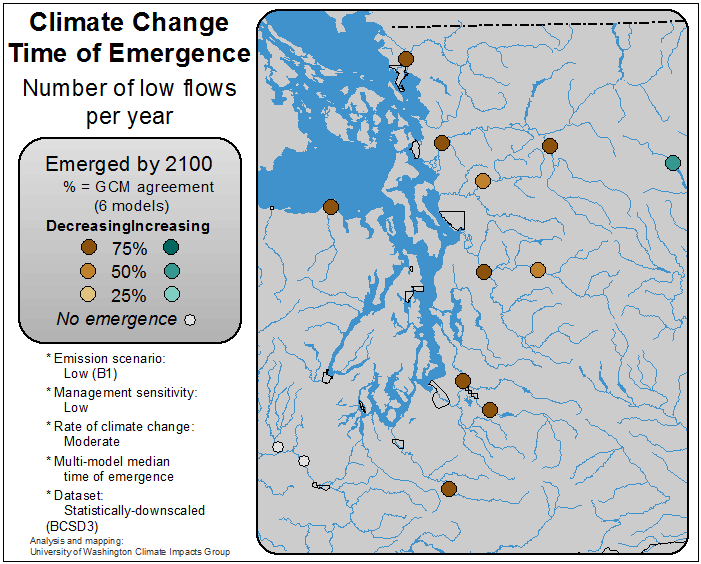 Climate Change
Time of Emergence
Number of low flows
per year
Emerged by 2100
% = GCM agreement
(6 models)
DecreasingIncreasing
75%
50%
25%
No emergence
* Emission scenario:
Low (B1)
* Management sensitivity:
Low
* Rate of climate change:
Moderate
* Multi-model median
time of emergence
* Dataset:
Statistically-downscaled
(BCSD3)
Analysis and mapping:
University of Washington Climate Impacts Group